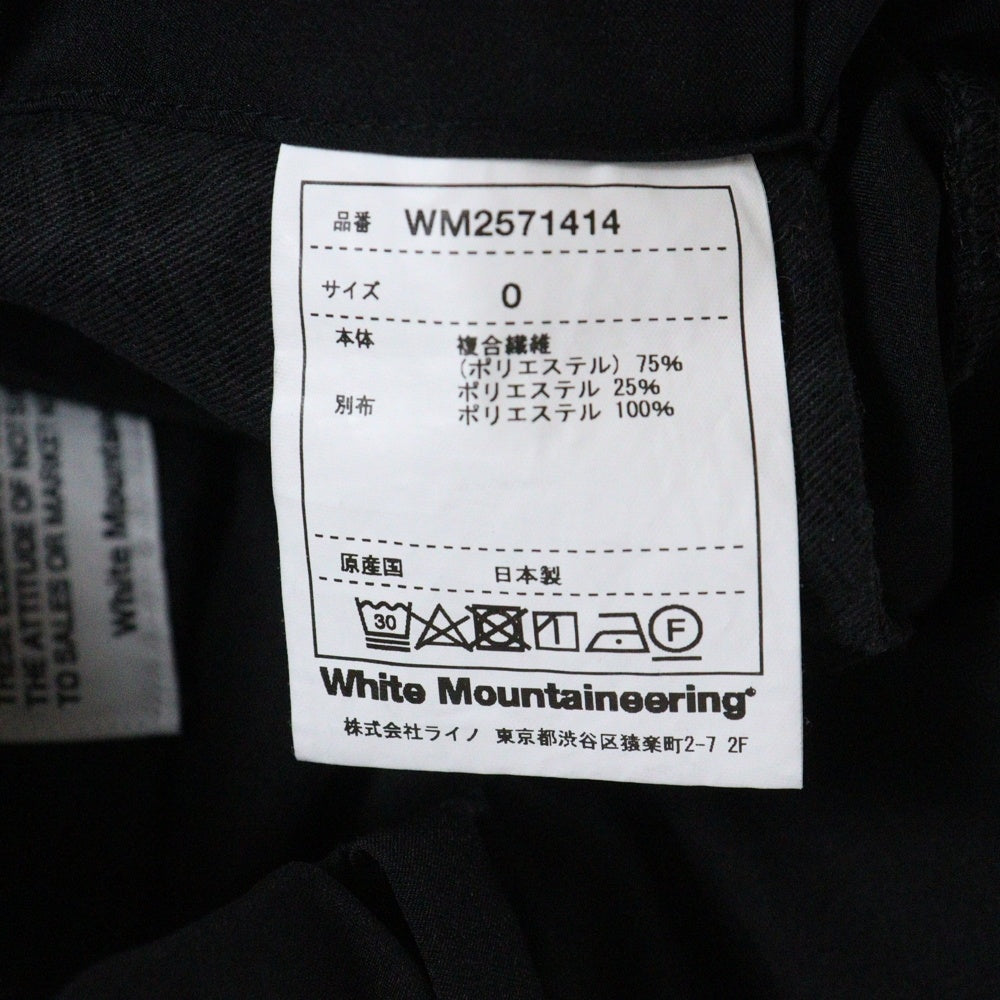 品番 WM2571414
サイズ 0
本体 複合繊維
(ポリエステル) 75%
ポリエステル 25%
別布 ポリエステル 100%
原産国 日本製
30
F
White Mountaineering
株式会社ライノ 東京都渋谷区猿楽町2-7 2F
THE ATTITUDE OF NOT
TO SALES OR MARKET
White Mountain